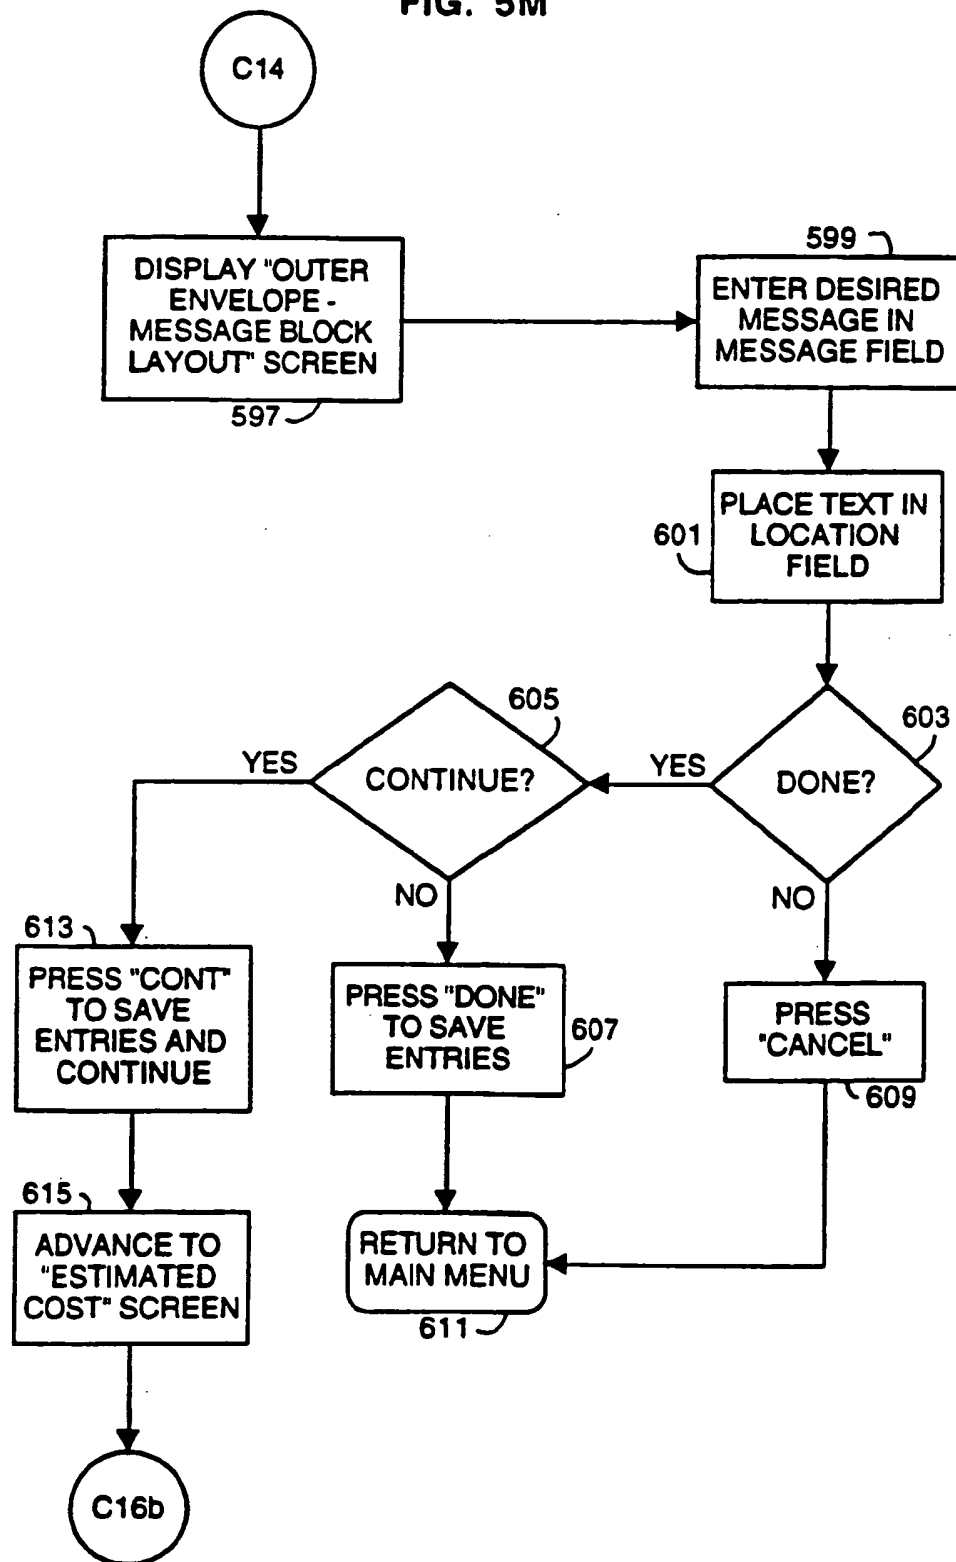 FIG. 5M
C14
DISPLAY "OUTER
ENVELOPE -
MESSAGE BLOCK
LAYOUT" SCREEN
597
599
ENTER DESIRED
MESSAGE IN
MESSAGE FIELD
PLACE TEXT IN
LOCATION
FIELD
601
605
603
YES
CONTINUE?
YES
DONE?
NO
NO
613
PRESS "CONT"
TO SAVE
ENTRIES AND
CONTINUE
PRESS "DONE"
TO SAVE
ENTRIES
607
PRESS
"CANCEL"
609
615
ADVANCE TO
"ESTIMATED
COST" SCREEN
RETURN TO
MAIN MENU
611
C16b